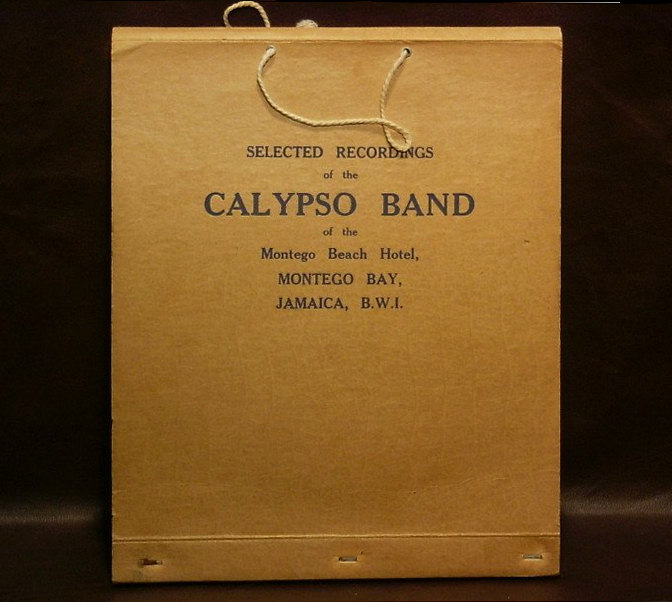 SELECTED RECORDINGS
of the
CALYPSO BAND
of the
Montego Beach Hotel,
MONTEGO BAY,
JAMAICA, B.W.I.